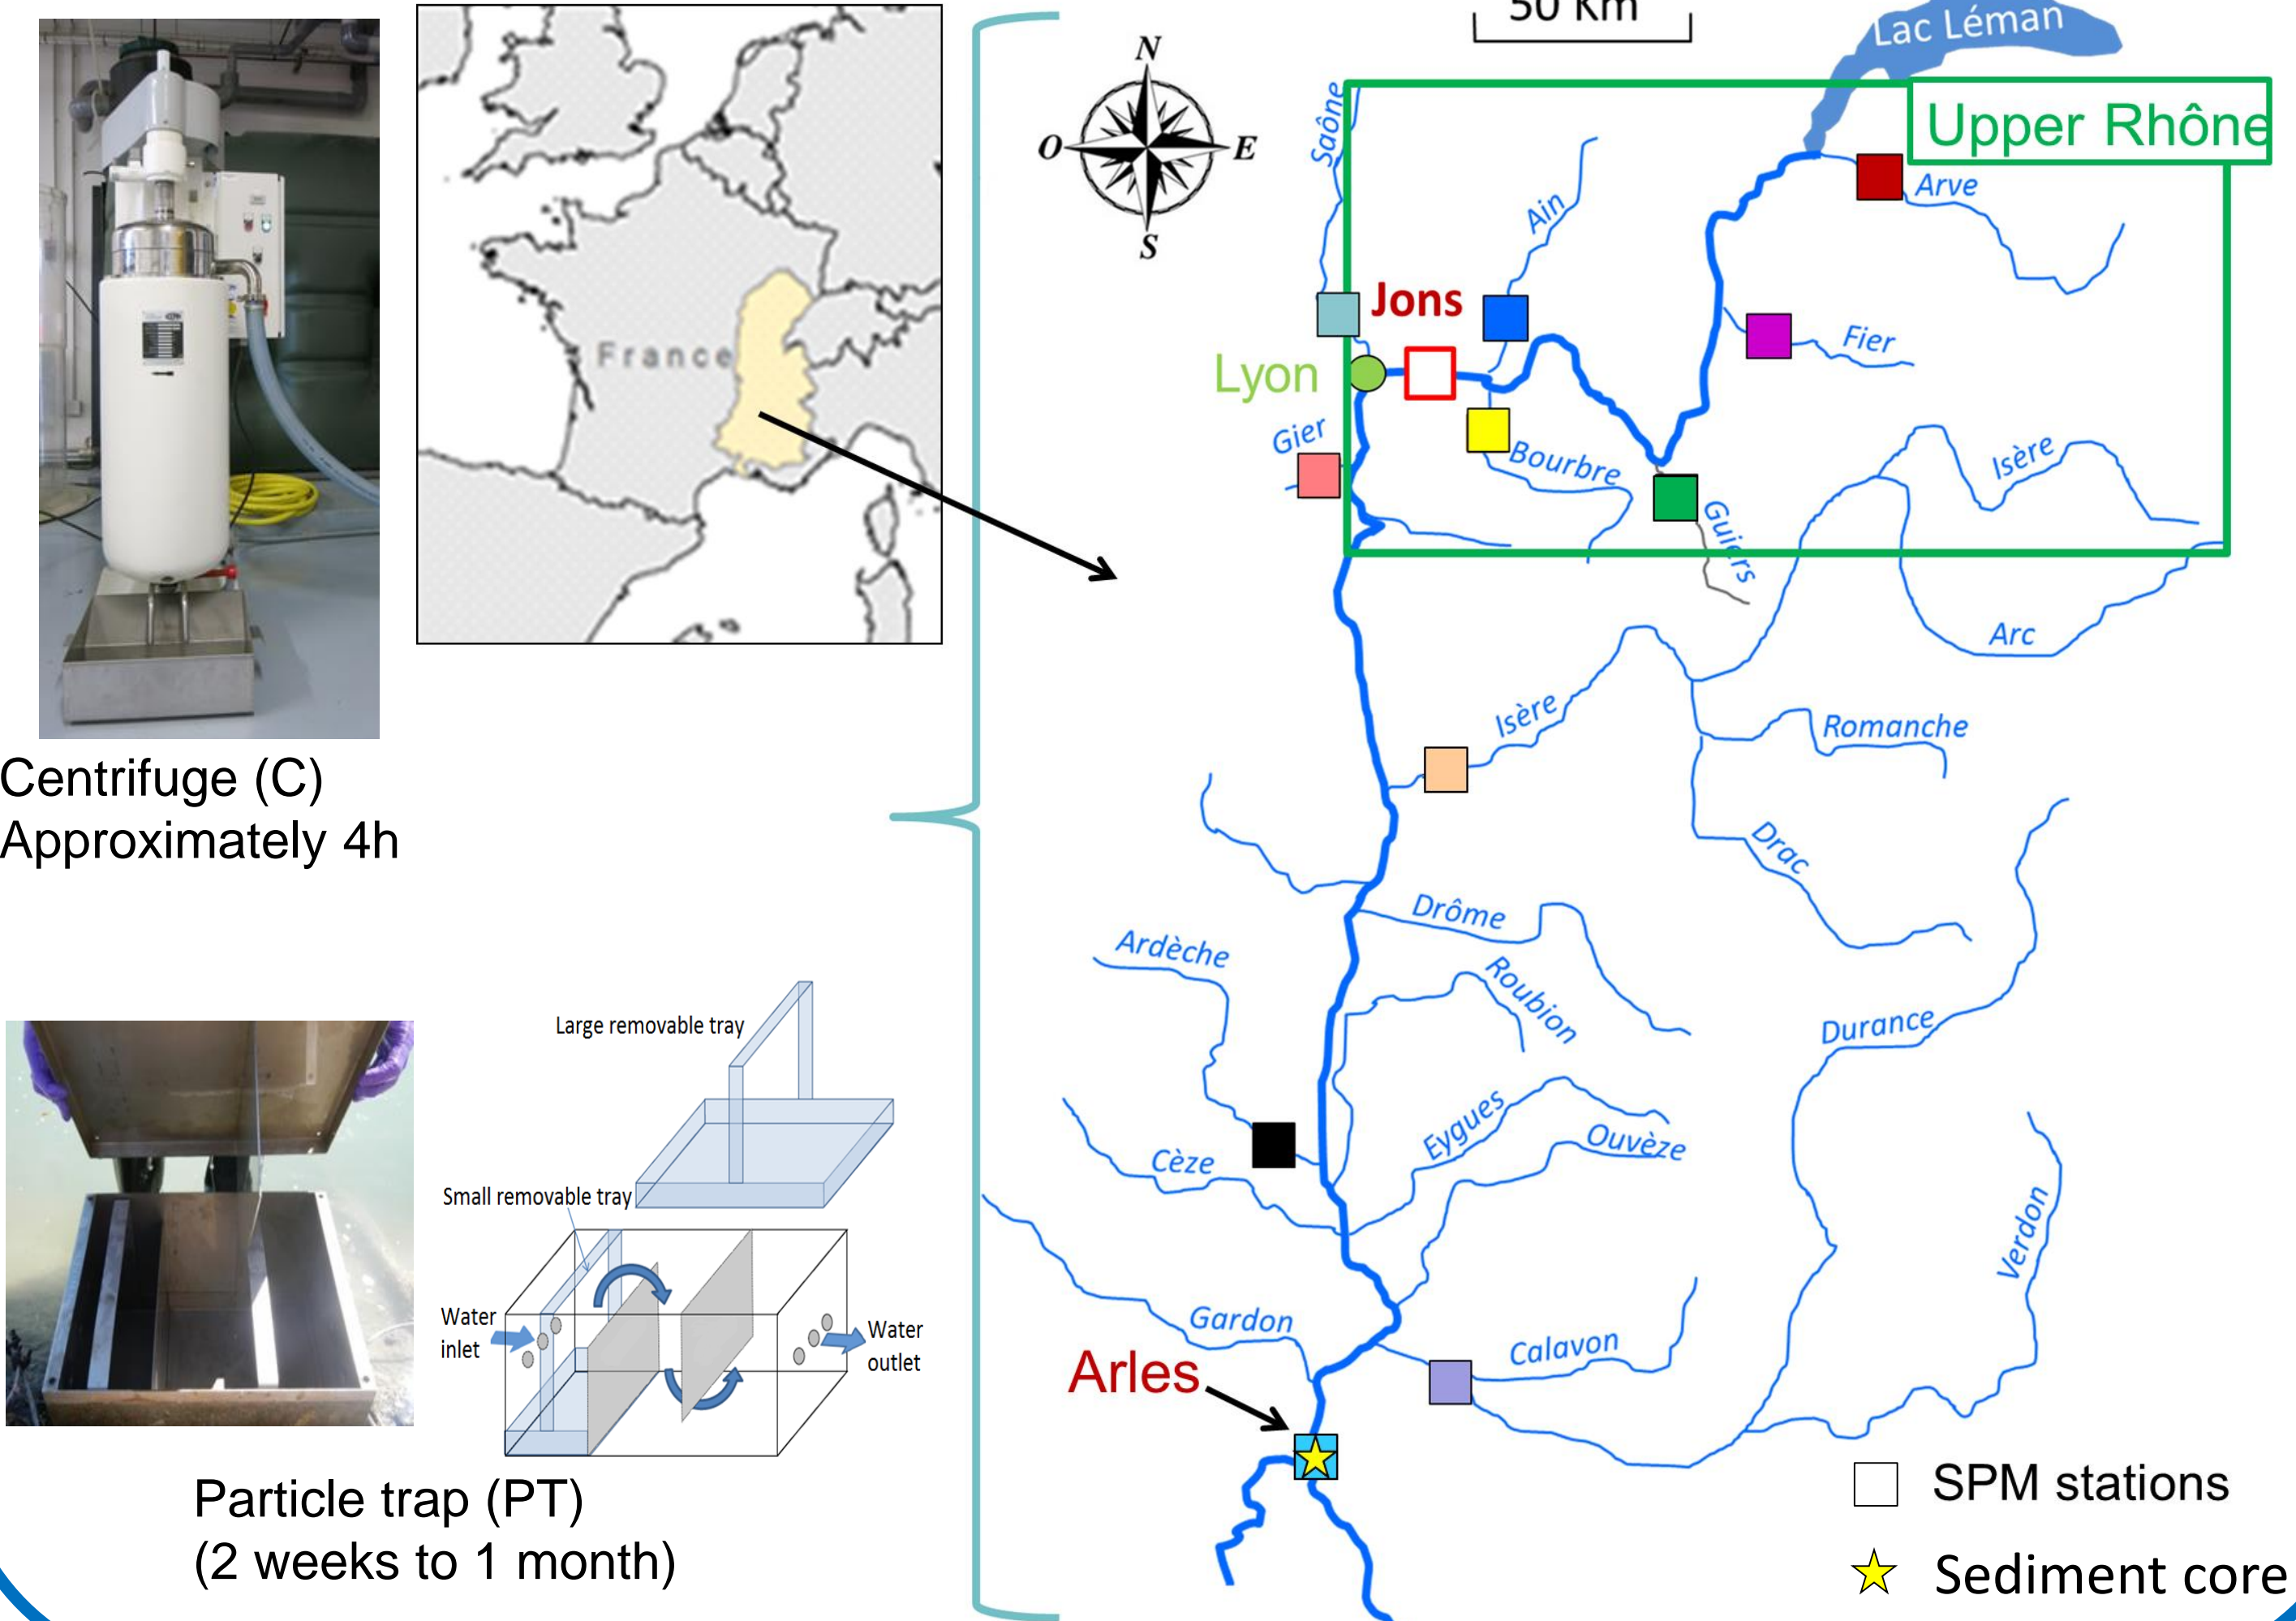 Centrifuge (C)
Approximately 4h
France
Large removable tray
Small removable tray
Water
inlet
Water
outlet
Particle trap (PT)
(2 weeks to 1 month)
50 Km
N
O
E
S
Lac Léman
Upper Rhône
Saône
Arve
Ain
Jons
Fier
Lyon
Gier
Bourbre
Guiers
Isère
Arc
Isère
Romanche
Drac
Drôme
Ardèche
Roubion
Durance
Eygues
Ouvèze
Cèze
Verdon
Gardon
Calavon
Arles
SPM stations
Sediment core